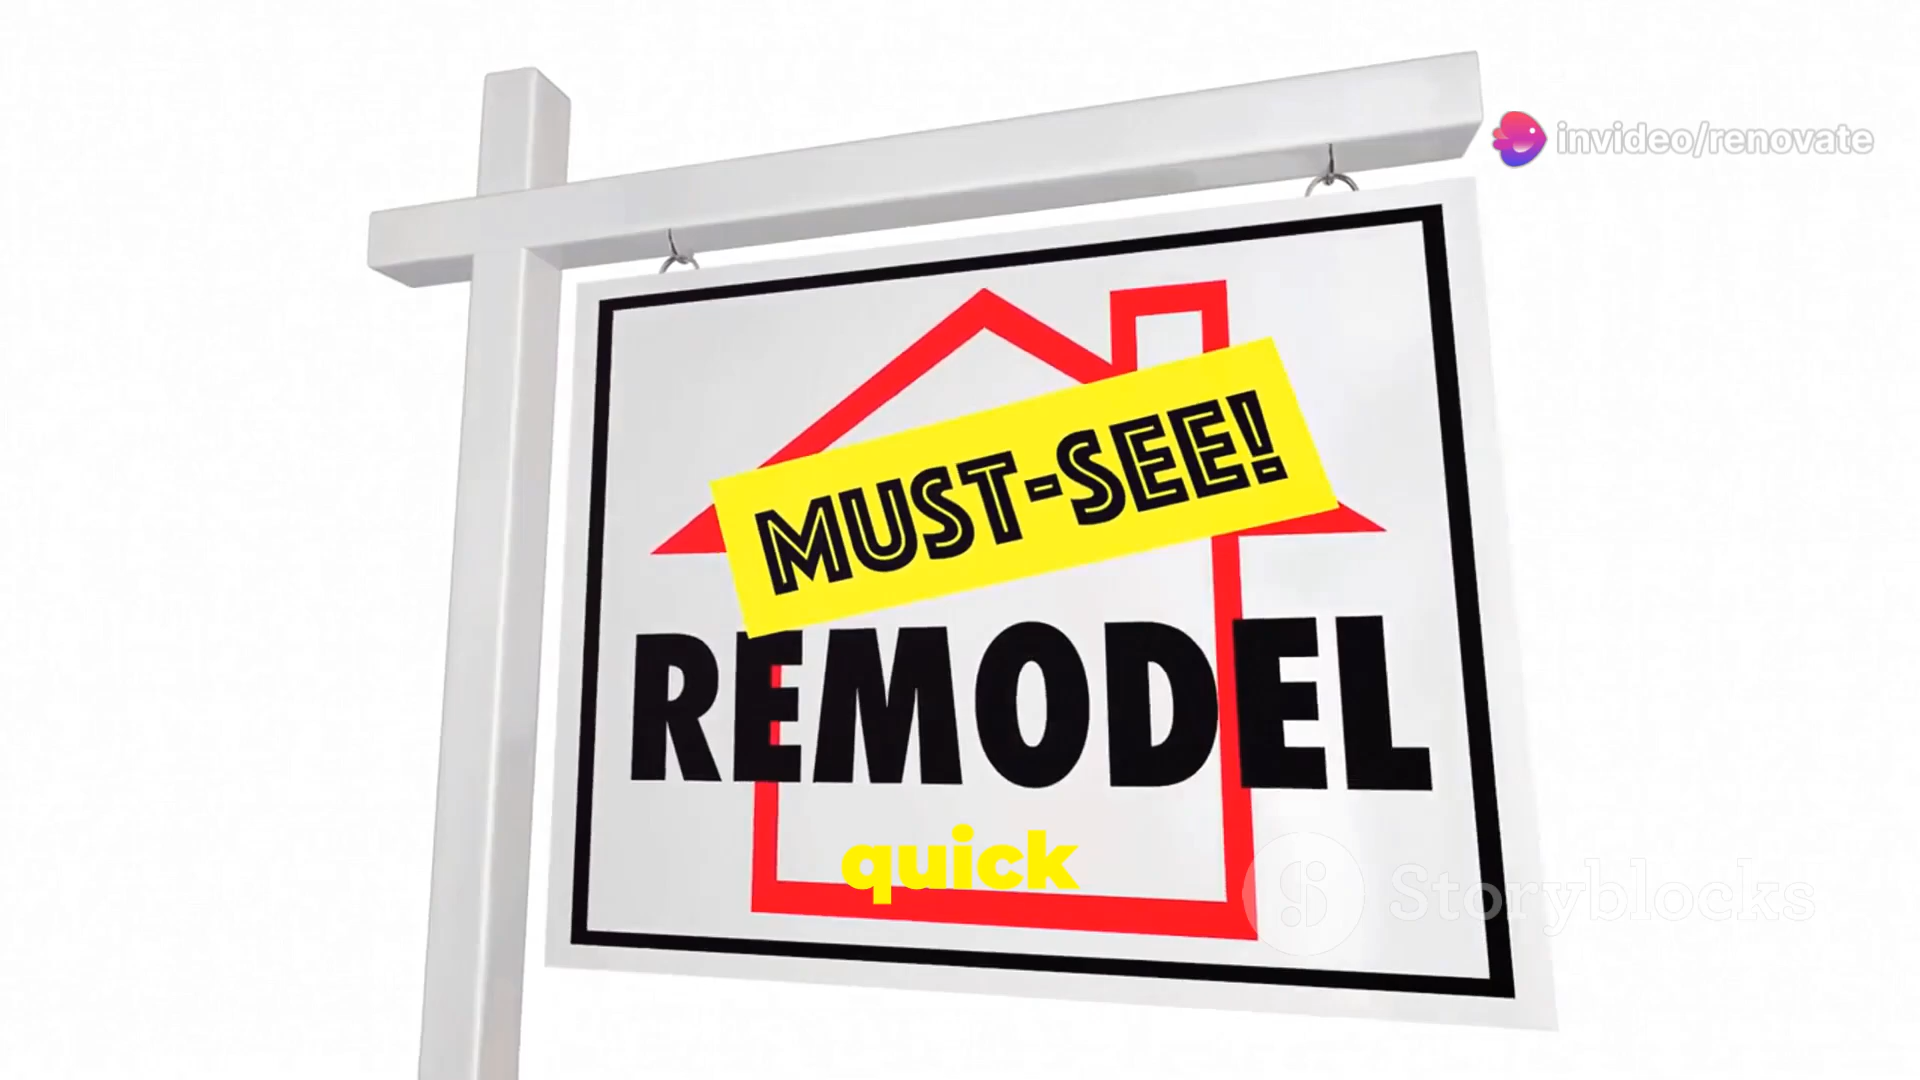 invideo/renovate
MUST-SEE!
REMODEL
quick
Storyblocks